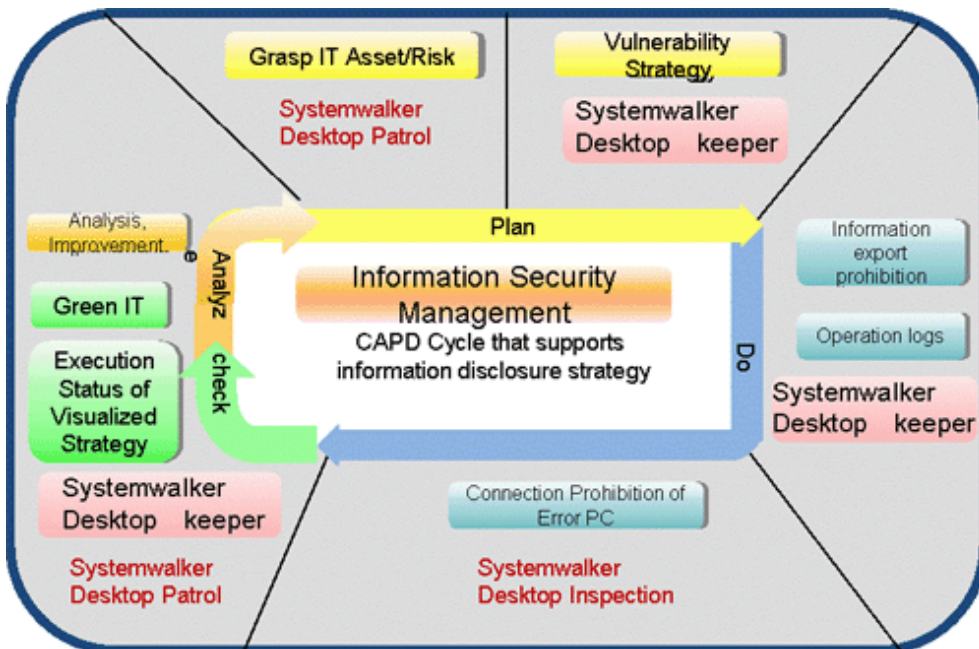 Grasp IT Asset/Risk
Systemwalker
Desktop Patrol
Vulnerability
Strategy,
Systemwalker
Desktop keeper
Plan
Analysis,
Improvement.
Analyze
Green IT
Execution
Status of
Visualized
Strategy
check
Systemwalker
Desktop keeper
Systemwalker
Desktop Patrol
Information Security
Management
CAPD Cycle that supports
information disclosure strategy
Do
Information
export
prohibition
Operation logs
Systemwalker
Desktop keeper
Connection Prohibition of
Error PC
Systemwalker
Desktop Inspection